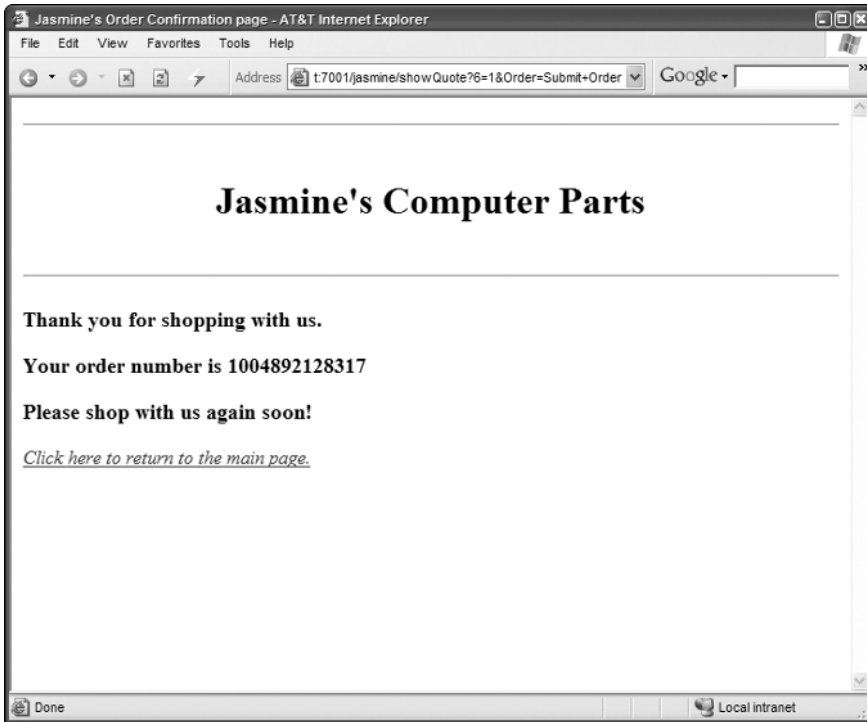 Jasmine's Order Confirmation page - AT&T Internet Explorer
File Edit View Favorites Tools Help
Address t:7001/jasmine/showQuote?6=1&Order=Submit+Order Google
Jasmine's Computer Parts
Thank you for shopping with us.
Your order number is 1004892128317
Please shop with us again soon!
Click here to return to the main page.
Done Local intranet